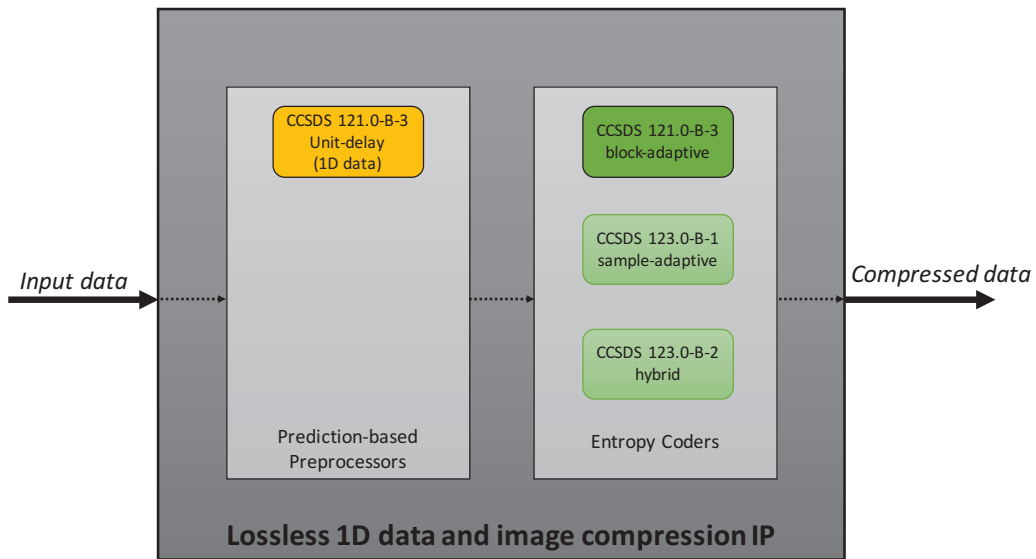 CCSDS 121.0-B-3
Unit-delay
(1D data)
CCSDS 121.0-B-3
block-adaptive
CCSDS 123.0-B-1
sample-adaptive
Input data
Compressed data
CCSDS 123.0-B-2
hybrid
Prediction-based
Preprocessors
Entropy Coders
Lossless 1D data and image compression IP